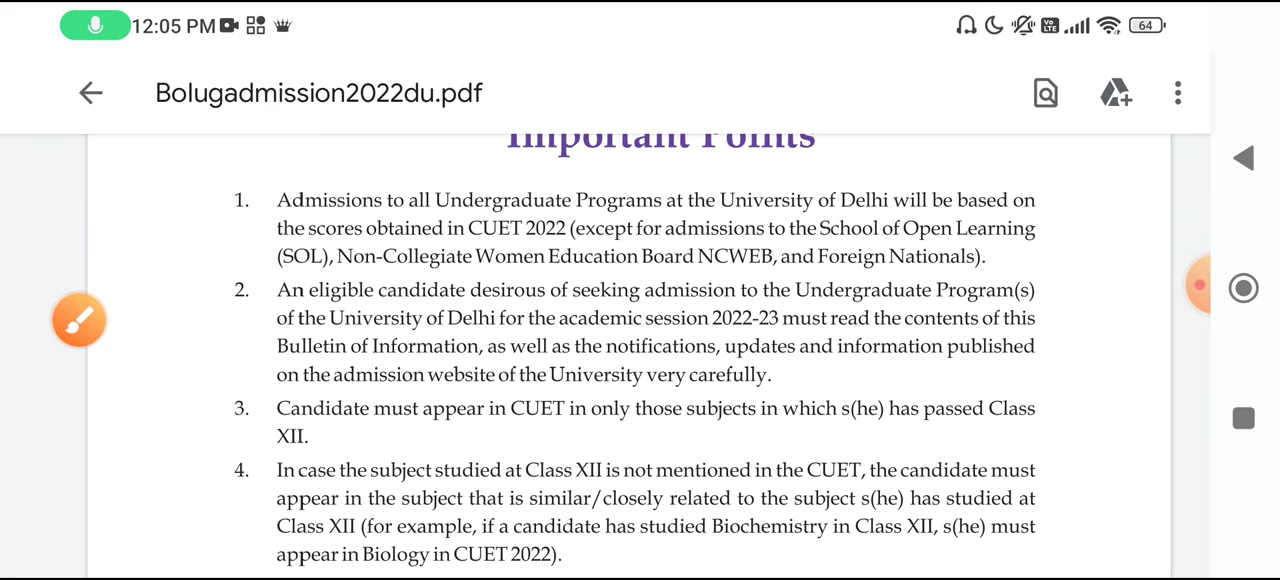 12:05 PM
Vo LTE
64
Bolugadmission2022du.pdf
Important Points
1. Admissions to all Undergraduate Programs at the University of Delhi will be based on
the scores obtained in CUET 2022 (except for admissions to the School of Open Learning
(SOL), Non-Collegiate Women Education Board NCWEB, and Foreign Nationals).
2. An eligible candidate desirous of seeking admission to the Undergraduate Program(s)
of the University of Delhi for the academic session 2022-23 must read the contents of this
Bulletin of Information, as well as the notifications, updates and information published
on the admission website of the University very carefully.
3. Candidate must appear in CUET in only those subjects in which s(he) has passed Class
XII.
4. In case the subject studied at Class XII is not mentioned in the CUET, the candidate must
appear in the subject that is similar/closely related to the subject s(he) has studied at
Class XII (for example, if a candidate has studied Biochemistry in Class XII, s(he) must
appear in Biology in CUET 2022).